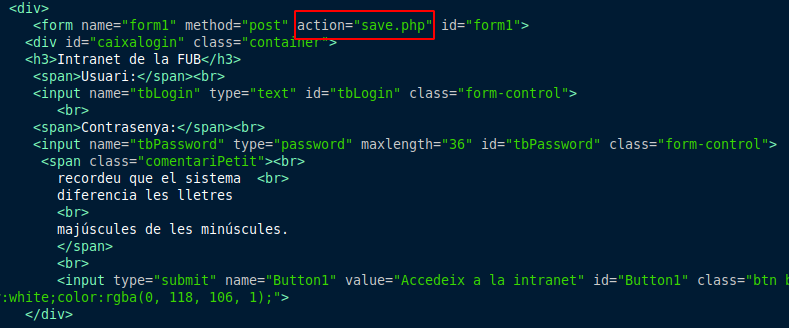 <div>
<form name="form1" method="post" action="save.php" id="form1">
<div id="caixalogin" class="container">
<h3>Intranet de la FUB</h3>
<span>Usuari:</span><br>
<input name="tbLogin" type="text" id="tbLogin" class="form-control">
<br>
<span>Contrasenya:</span><br>
<input name="tbPassword" type="password" maxlength="36" id="tbPassword" class="form-control">
<span class="comentariPetit"><br>
recordeu que el sistema  <br>
diferencia les lletres
<br>
majúscules de les minúscules.
</span>
<br>
<input type="submit" name="Button1" value="Accedeix a la intranet" id="Button1" class="btn b
:white;color:rgba(0, 118, 106, 1);">
</div>